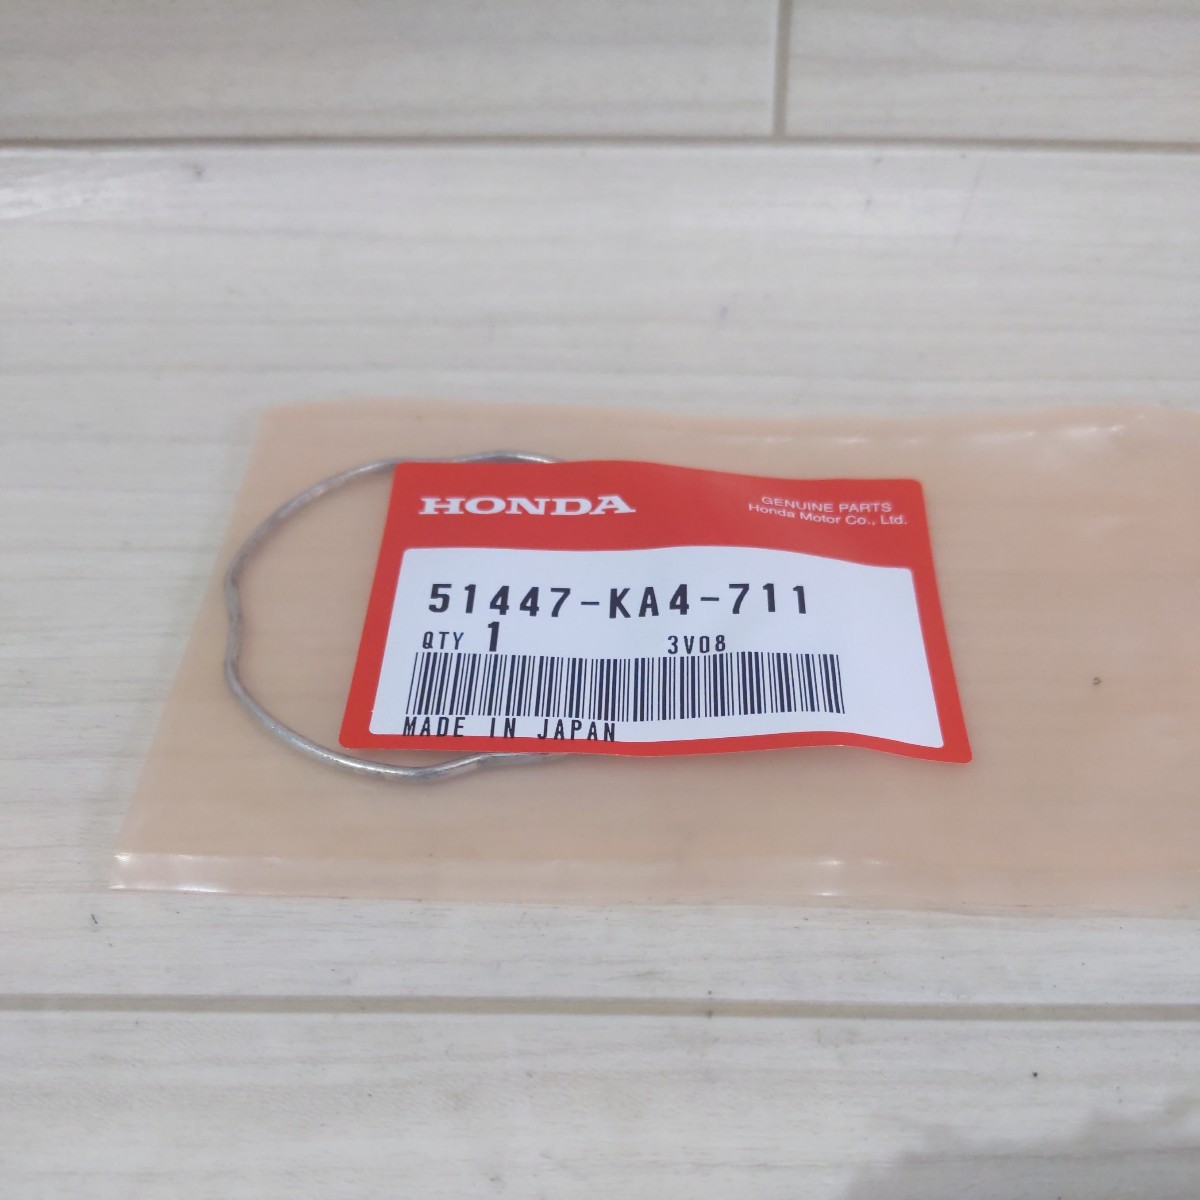 HONDA
GENUINE PARTS
Honda Motor Co., Ltd.
51447-KA4-711
QTY 1 3V08
MADE IN JAPAN